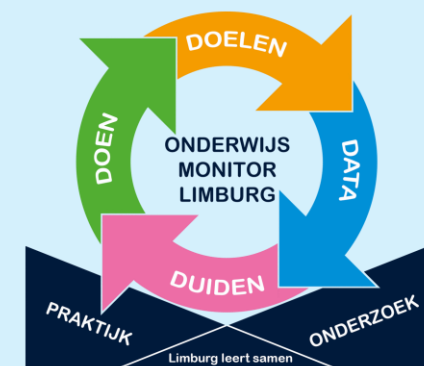 DOELEN
DOEN
ONDERWIJS
MONITOR
LIMBURG
DATA
DUIDEN
PRAKTIJK
ONDERZOEK
Limburg leert samen